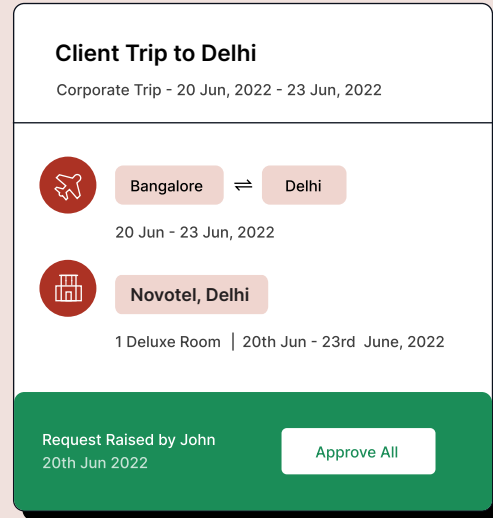 Client Trip to Delhi
Corporate Trip - 20 Jun, 2022 - 23 Jun, 2022
Bangalore ⇌ Delhi
20 Jun - 23 Jun, 2022
Novotel, Delhi
1 Deluxe Room | 20th Jun - 23rd June, 2022
Request Raised by John
20th Jun 2022
Approve All